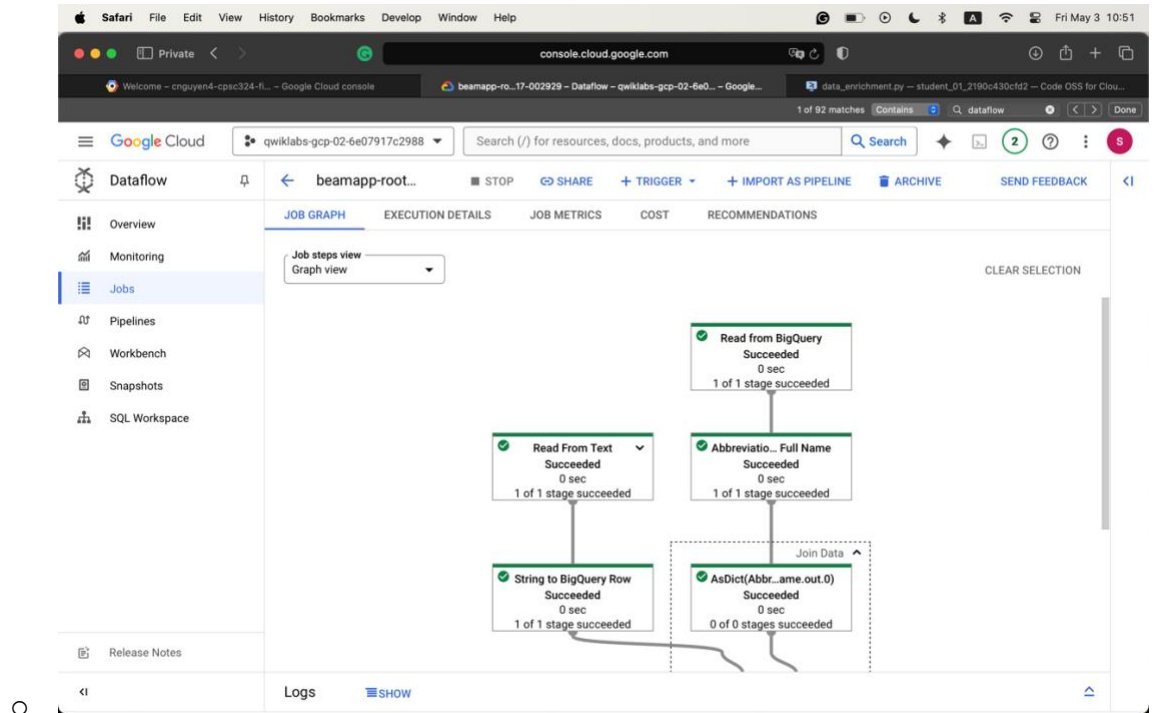 Safari File Edit View History Bookmarks Develop Window Help A Fri May 3 10:51
Private console.cloud.google.com
Welcome – cnguyen4-cpsc324-fi... – Google Cloud console beamapp-ro...17-002929 – Dataflow – qwiklabs-gcp-02-6e0... – Google... data_enrichment.py — student_01_2190c430cfd2 — Code OSS for Clou...
1 of 92 matches Contains dataflow Done
Google Cloud qwiklabs-gcp-02-6e07917c2988 Search (/) for resources, docs, products, and more Search 2 S
Dataflow beamapp-root... STOP SHARE + TRIGGER + IMPORT AS PIPELINE ARCHIVE SEND FEEDBACK
JOB GRAPH EXECUTION DETAILS JOB METRICS COST RECOMMENDATIONS
Overview
Monitoring
Jobs
Pipelines
Workbench
Snapshots
SQL Workspace
Release Notes
Job steps view
Graph view
CLEAR SELECTION
Read from BigQuery
Succeeded
0 sec
1 of 1 stage succeeded
Read From Text
Succeeded
0 sec
1 of 1 stage succeeded
Abbreviatio... Full Name
Succeeded
0 sec
1 of 1 stage succeeded
Join Data
String to BigQuery Row
Succeeded
0 sec
1 of 1 stage succeeded
AsDict(Abbr...ame.out.0)
Succeeded
0 sec
0 of 0 stages succeeded
Logs SHOW